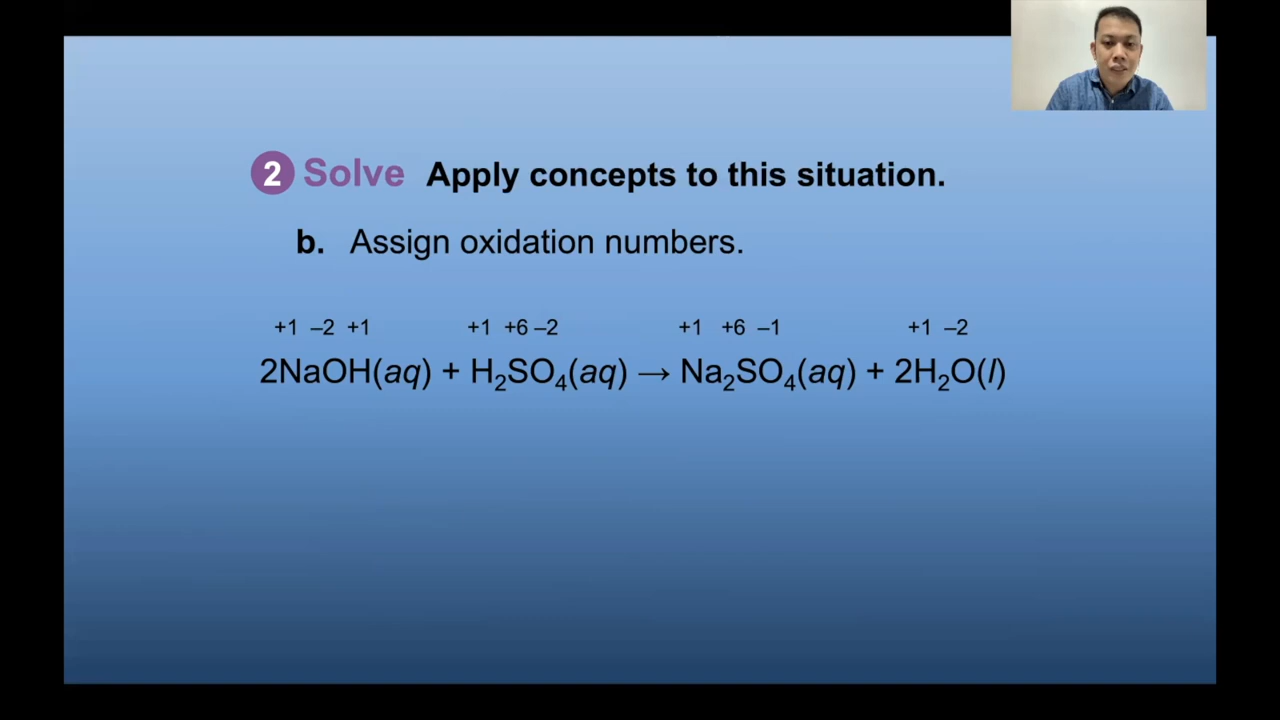 2 Solve Apply concepts to this situation.
b. Assign oxidation numbers.
+1 –2 +1 +1 +6 –2 +1 +6 –1 +1 –2
2NaOH(aq) + H₂SO₄(aq) → Na₂SO₄(aq) + 2H₂O(l)